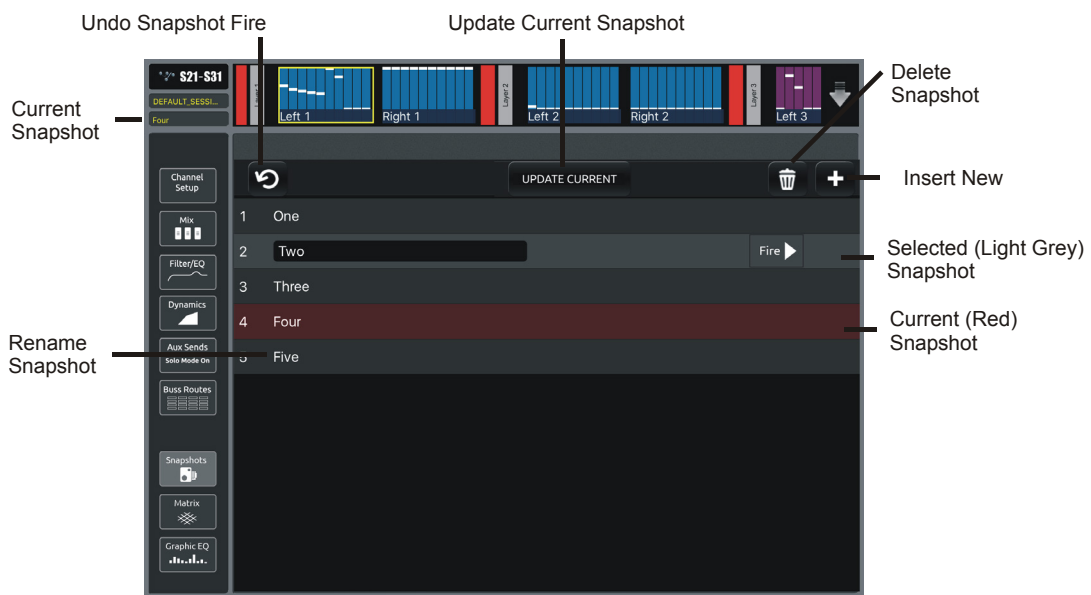 Undo Snapshot Fire
Update Current Snapshot
Delete
Snapshot
Current
Snapshot
S21-S31
DEFAULT_SESSI...
Four
Left 1
Right 1
Layer 2
Left 2
Right 2
Layer 3
Left 3
Channel
Setup
UPDATE CURRENT
Insert New
Mix
1 One
Filter/EQ
2 Two
Fire
Selected (Light Grey)
Snapshot
3 Three
Dynamics
4 Four
Current (Red)
Snapshot
Rename
Snapshot
Aux Sends
Solo Mode On
5 Five
Buss Routes
Snapshots
Matrix
Graphic EQ